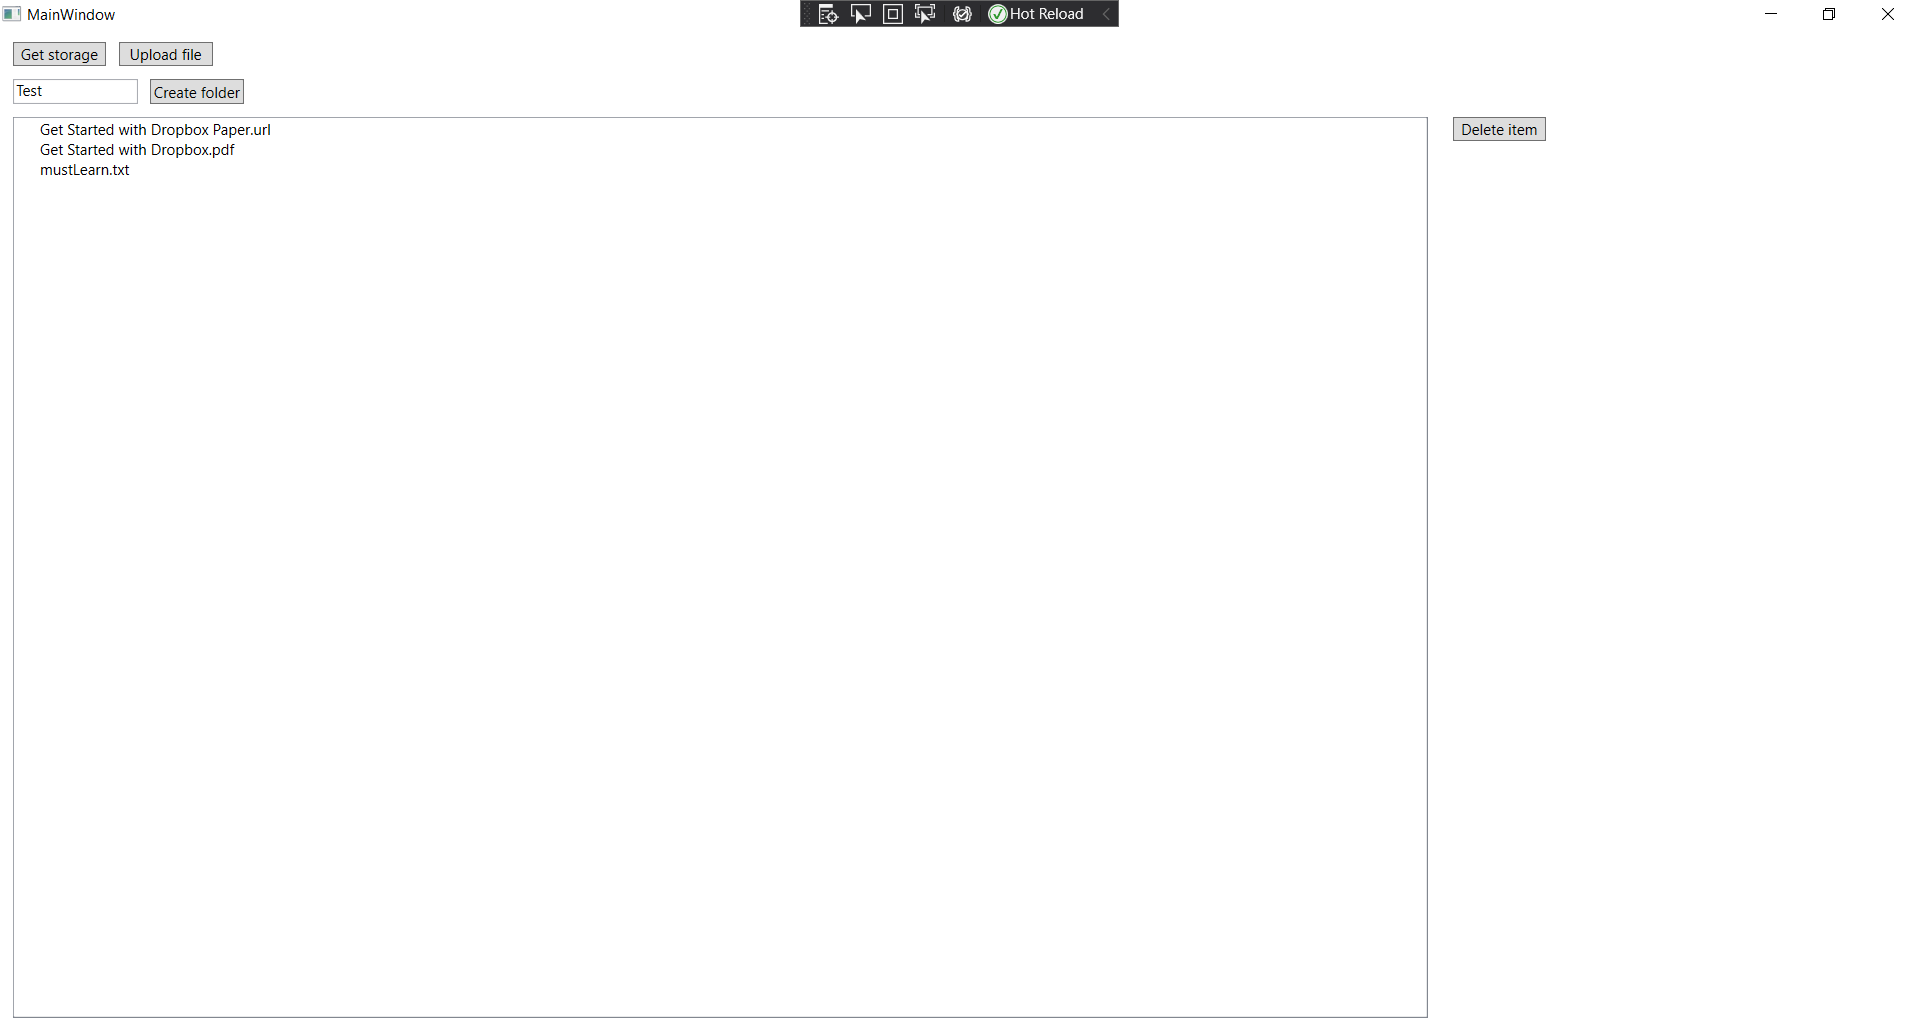 MainWindow
Hot Reload
Get storage
Upload file
Test
Create folder
Get Started with Dropbox Paper.url
Get Started with Dropbox.pdf
mustLearn.txt
Delete item